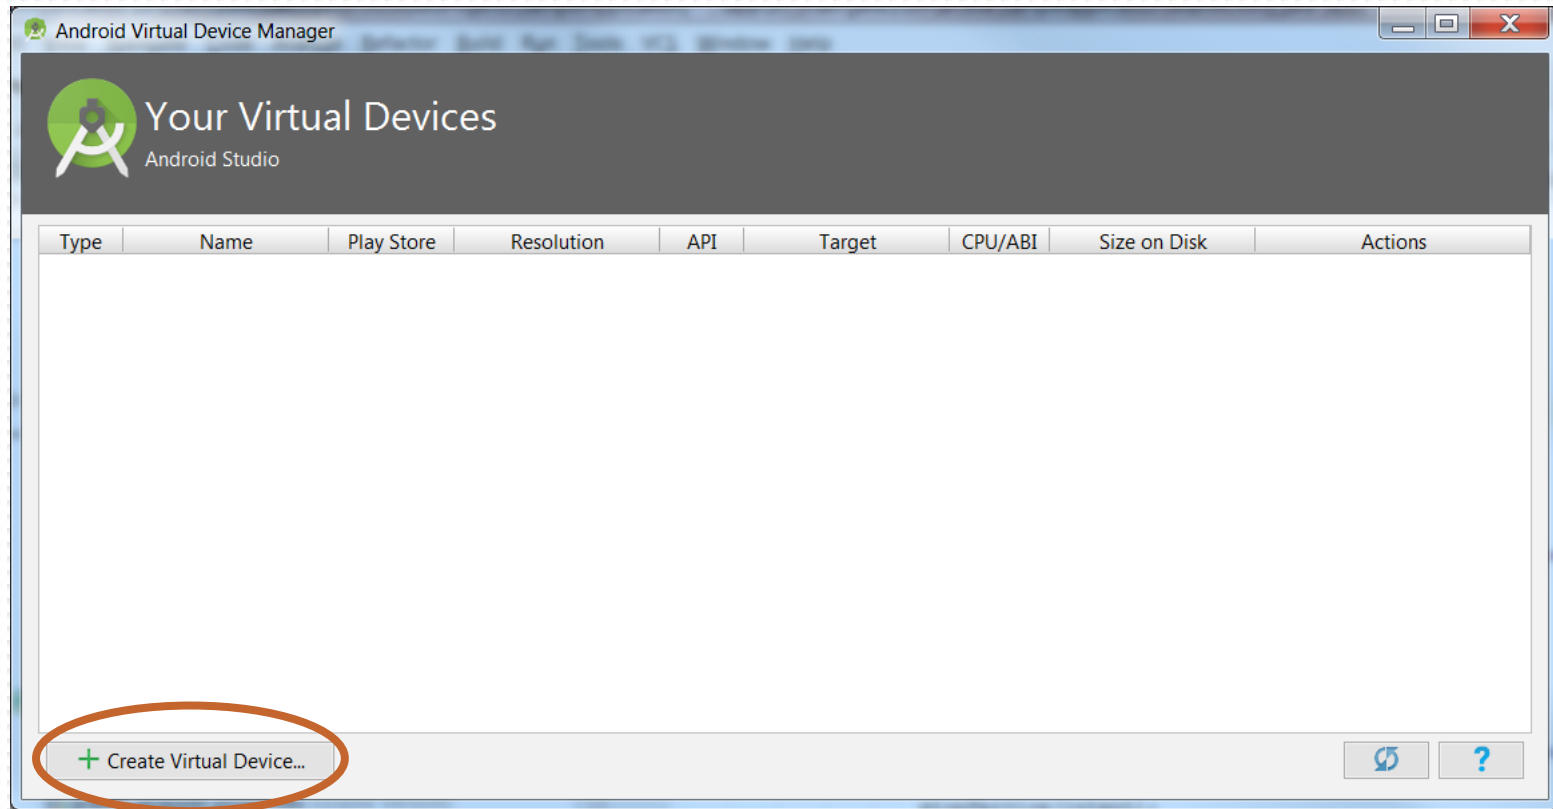 Android Virtual Device Manager
Your Virtual Devices
Android Studio
Type Name Play Store Resolution API Target CPU/ABI Size on Disk Actions
+ Create Virtual Device...
?